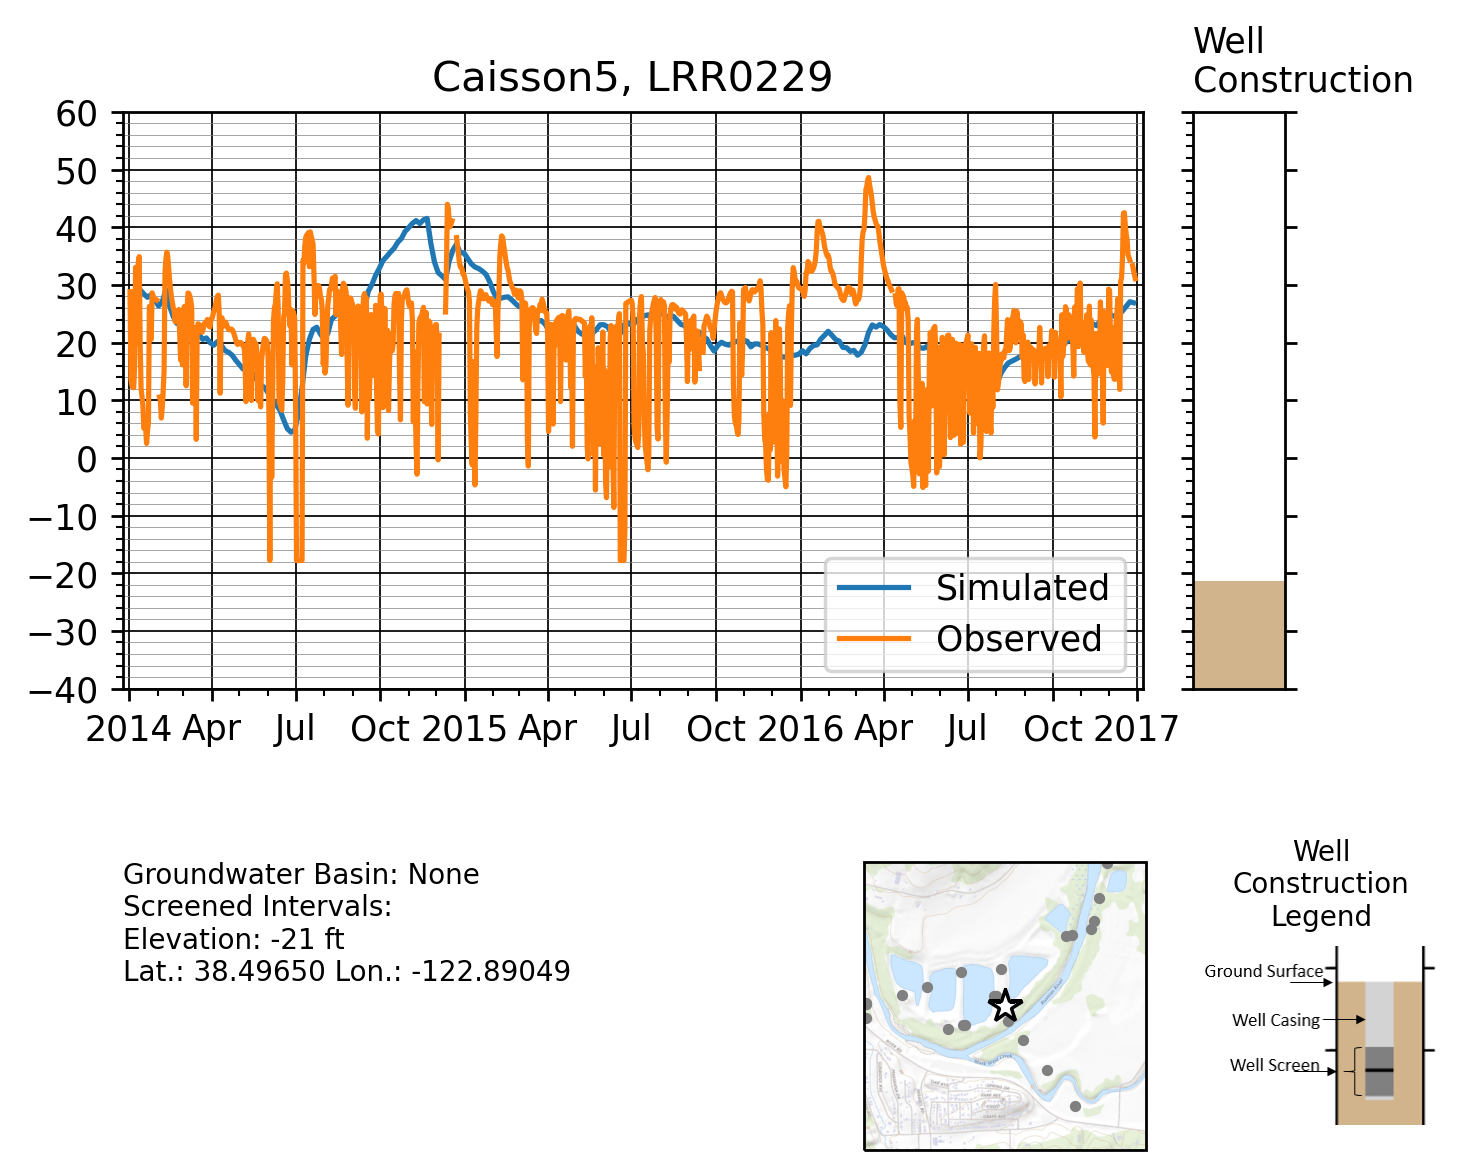 Well
Construction
Caisson5, LRR0229
60
50
40
30
20
10
0
−10
−20
−30
−40
Simulated
Observed
2014 Apr Jul Oct 2015 Apr Jul Oct 2016 Apr Jul Oct 2017
Groundwater Basin: None
Screened Intervals:
Elevation: -21 ft
Lat.: 38.49650 Lon.: -122.89049
Well
Construction
Legend
Ground Surface
Well Casing
Well Screen